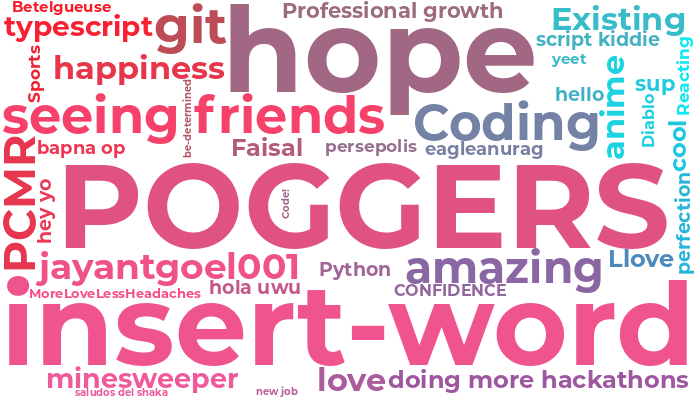 Betelgueuse
typescript
git
hope
Professional growth
Existing
script kiddie
yeet
Reacting
Sports
happiness
be-determined
hello
anime
sup
Diablo
cool
seeing friends
Coding
PCMR
bapna op
Faisal
persepolis
eagleanurag
hey yo
POGGERS
Code!
perfection
jayantgoel001
Python
amazing
Llove
MoreLoveLessHeadaches
hola uwu
CONFIDENCE
insert-word
minesweeper
saludos del shaka
new job
love
doing more hackathons